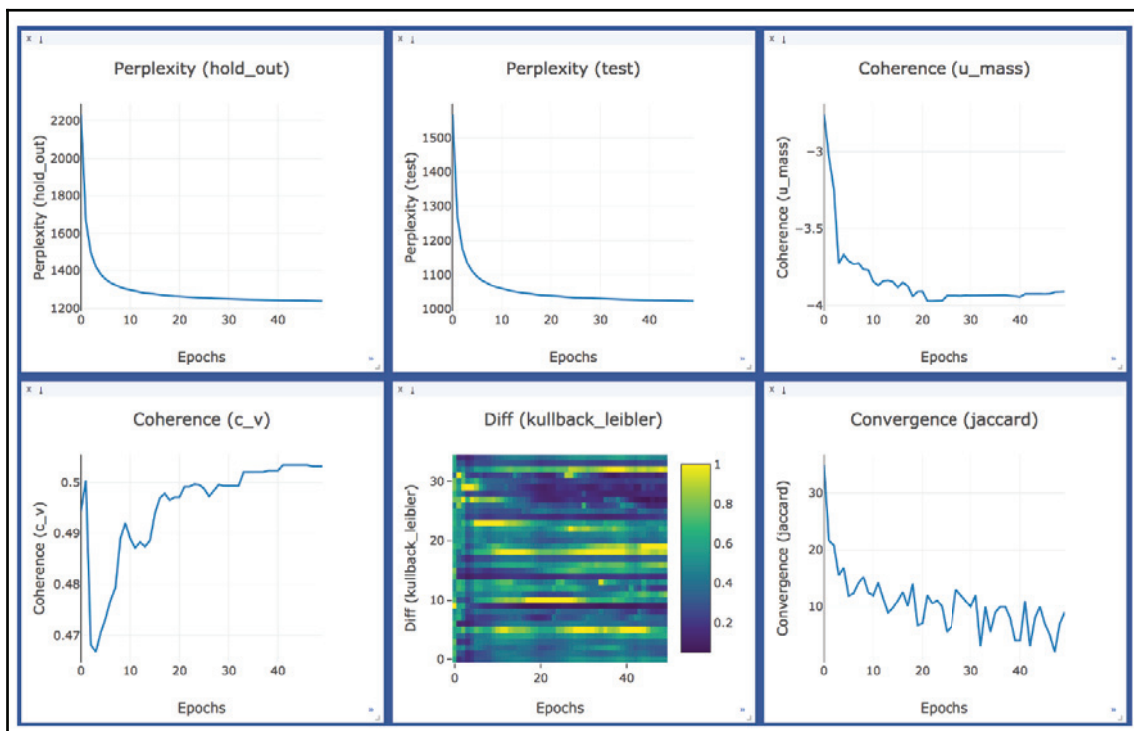 x ↓
Perplexity (hold_out)
Perplexity (hold_out)
2200
2000
1800
1600
1400
1200
0 10 20 30 40
Epochs
»
x ↓
Perplexity (test)
Perplexity (test)
1500
1400
1300
1200
1100
1000
0 10 20 30 40
Epochs
»
x ↓
Coherence (u_mass)
Coherence (u_mass)
−3
−3.5
−4
0 10 20 30 40
Epochs
»
x ↓
Coherence (c_v)
Coherence (c_v)
0.5
0.49
0.48
0.47
0 10 20 30 40
Epochs
»
x ↓
Diff (kullback_leibler)
Diff (kullback_leibler)
30
20
10
0
0 20 40
1
0.8
0.6
0.4
0.2
Epochs
»
x ↓
Convergence (jaccard)
Convergence (jaccard)
30
20
10
0 10 20 30 40
Epochs
»